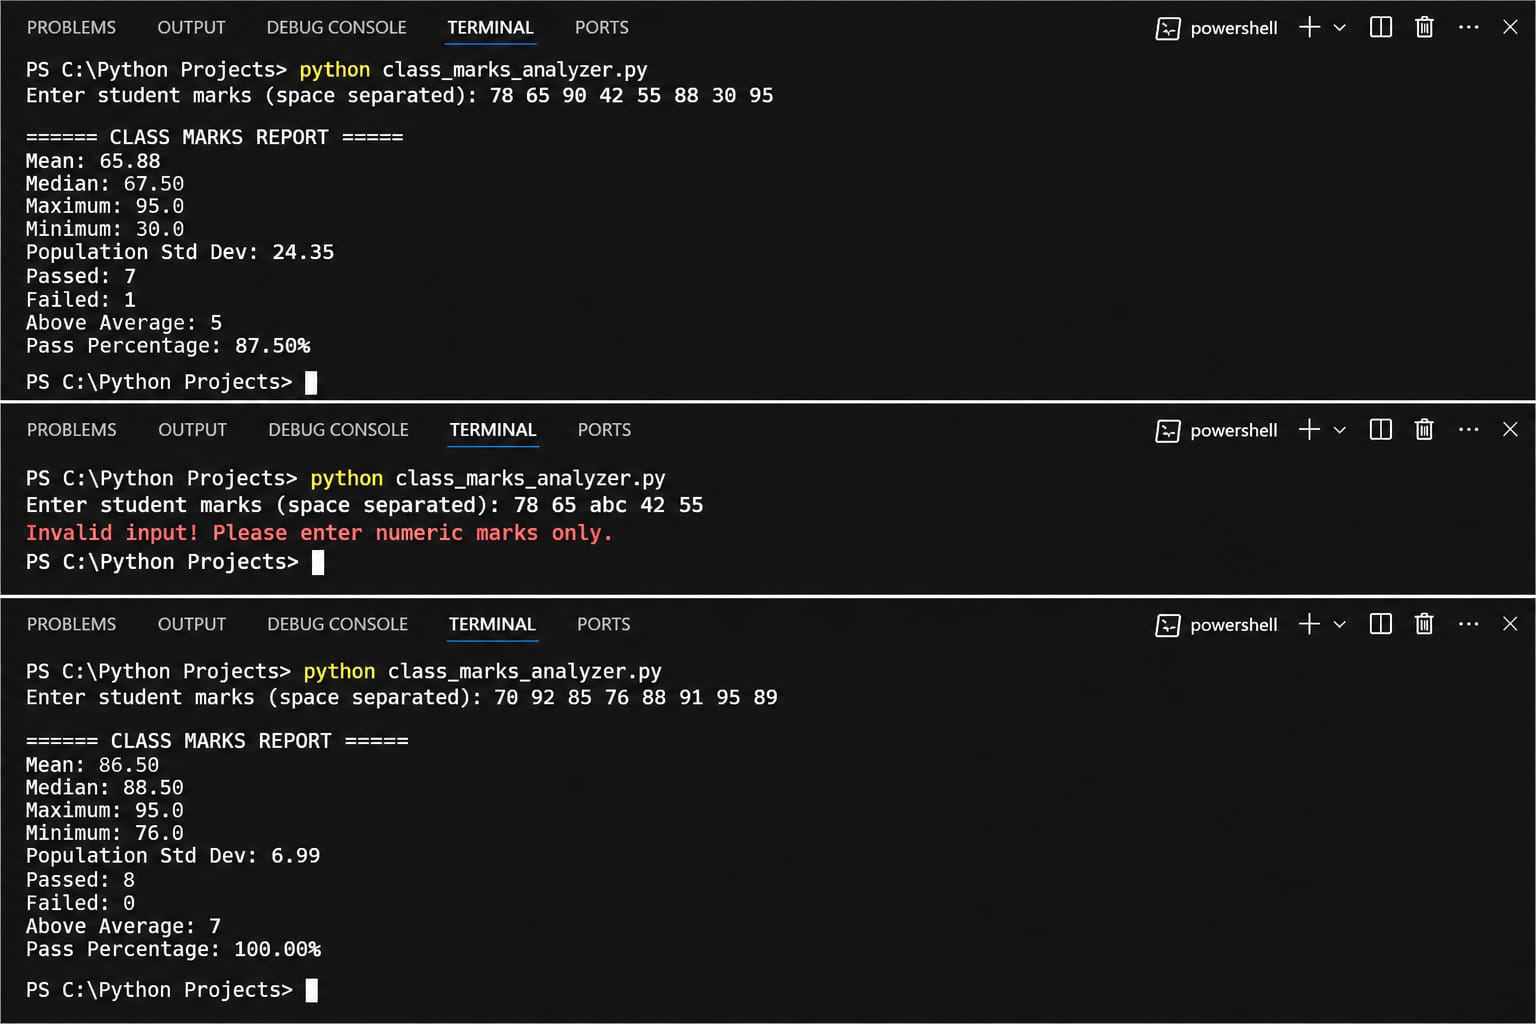 PROBLEMS OUTPUT DEBUG CONSOLE TERMINAL PORTS powershell
PS C:\Python Projects> python class_marks_analyzer.py
Enter student marks (space separated): 78 65 90 42 55 88 30 95
====== CLASS MARKS REPORT =====
Mean: 65.88
Median: 67.50
Maximum: 95.0
Minimum: 30.0
Population Std Dev: 24.35
Passed: 7
Failed: 1
Above Average: 5
Pass Percentage: 87.50%
PS C:\Python Projects>
PROBLEMS OUTPUT DEBUG CONSOLE TERMINAL PORTS powershell
PS C:\Python Projects> python class_marks_analyzer.py
Enter student marks (space separated): 78 65 abc 42 55
Invalid input! Please enter numeric marks only.
PS C:\Python Projects>
PROBLEMS OUTPUT DEBUG CONSOLE TERMINAL PORTS powershell
PS C:\Python Projects> python class_marks_analyzer.py
Enter student marks (space separated): 70 92 85 76 88 91 95 89
====== CLASS MARKS REPORT =====
Mean: 86.50
Median: 88.50
Maximum: 95.0
Minimum: 76.0
Population Std Dev: 6.99
Passed: 8
Failed: 0
Above Average: 7
Pass Percentage: 100.00%
PS C:\Python Projects>